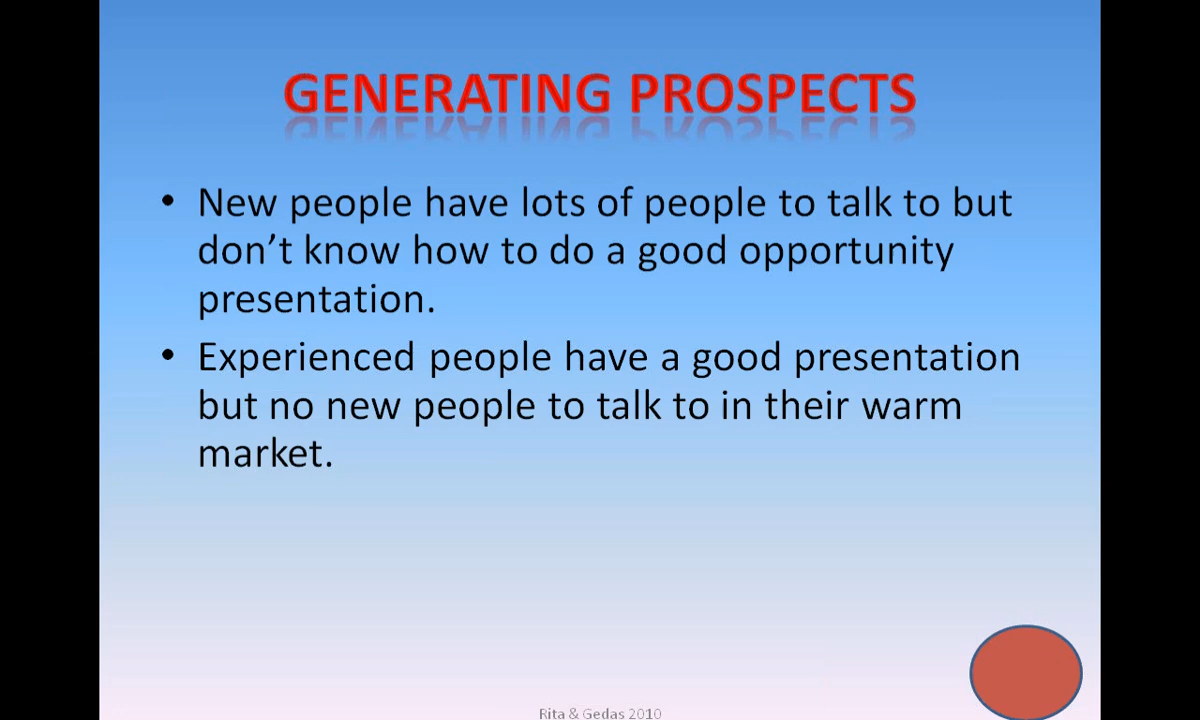 GENERATING PROSPECTS
• New people have lots of people to talk to but
don’t know how to do a good opportunity
presentation.
• Experienced people have a good presentation
but no new people to talk to in their warm
market.
Rita & Gedas 2010